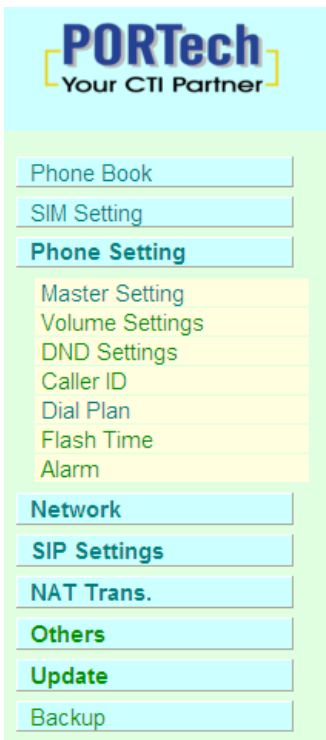 PORTech
Your CTI Partner
Phone Book
SIM Setting
Phone Setting
Master Setting
Volume Settings
DND Settings
Caller ID
Dial Plan
Flash Time
Alarm
Network
SIP Settings
NAT Trans.
Others
Update
Backup